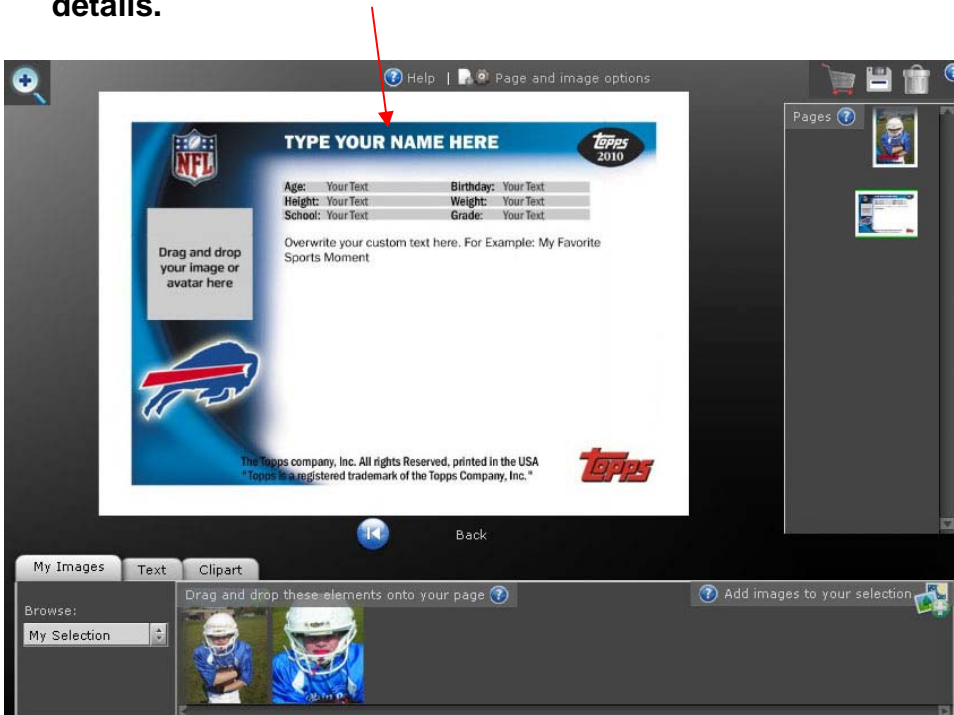 details.
Help | Page and image options
Pages
NFL
TYPE YOUR NAME HERE
Topps
2010
Age: Your Text Birthday: Your Text
Height: Your Text Weight: Your Text
School: Your Text Grade: Your Text
Drag and drop
your image or
avatar here
Overwrite your custom text here. For Example: My Favorite
Sports Moment
The Topps company, Inc. All rights Reserved, printed in the USA
"Topps is a registered trademark of the Topps Company, Inc."
Topps
Back
My Images Text Clipart
Browse:
My Selection
Drag and drop these elements onto your page
Add images to your selection